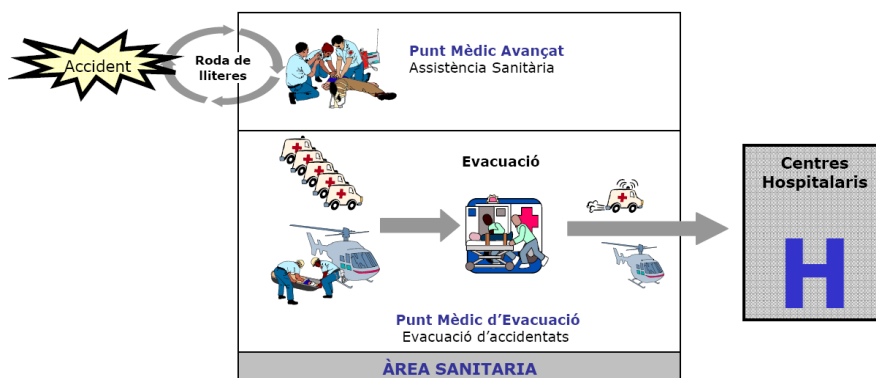 Accident
Roda de
lliteres
Punt Mèdic Avançat
Assistència Sanitària
Evacuació
Punt Mèdic d'Evacuació
Evacuació d'accidentats
ÀREA SANITARIA
Centres
Hospitalaris
H